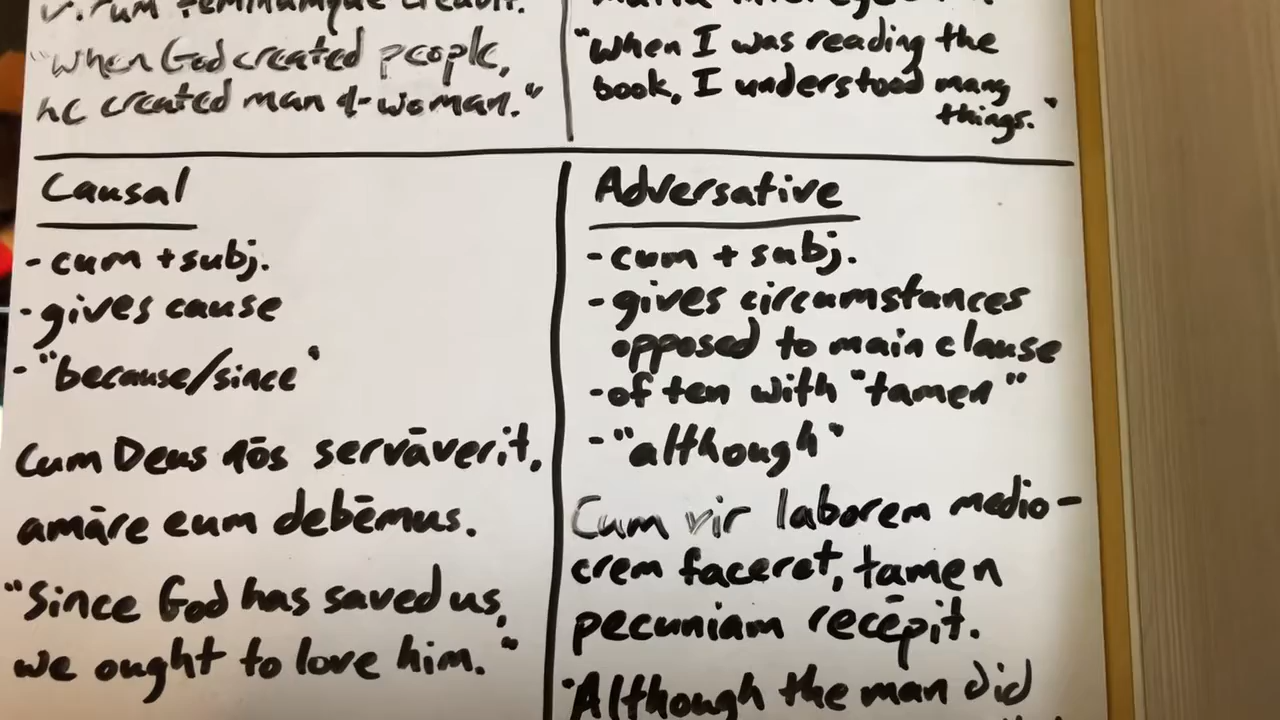 "when God created people,
he created man & woman."
"When I was reading the
book, I understood many
things."
Causal
- cum + subj.
- gives cause
- "because/since"
Cum Deus nōs servāverit,
amāre eum debēmus.
"Since God has saved us,
we ought to love him."
Adversative
- cum + subj.
- gives circumstances
opposed to main clause
- often with "tamen"
- "although"
Cum vir laborem medio-
crem faceret, tamen
pecuniam recēpit.
"Although the man did